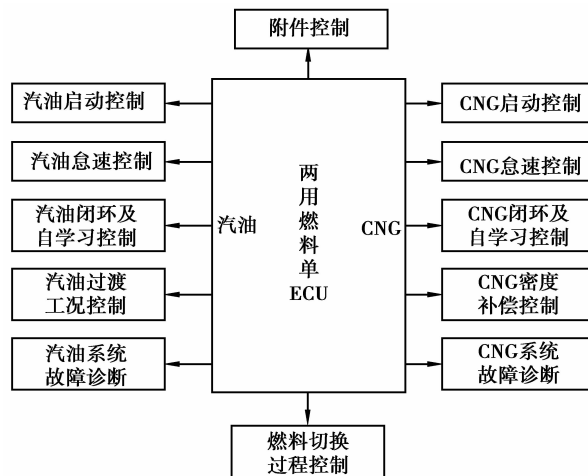 附件控制
汽油启动控制
汽油怠速控制
汽油闭环及
自学习控制
汽油过渡
工况控制
汽油系统
故障诊断
汽油
两
用
燃
料
单
ECU
CNG
CNG启动控制
CNG怠速控制
CNG闭环及
自学习控制
CNG密度
补偿控制
CNG系统
故障诊断
燃料切换
过程控制